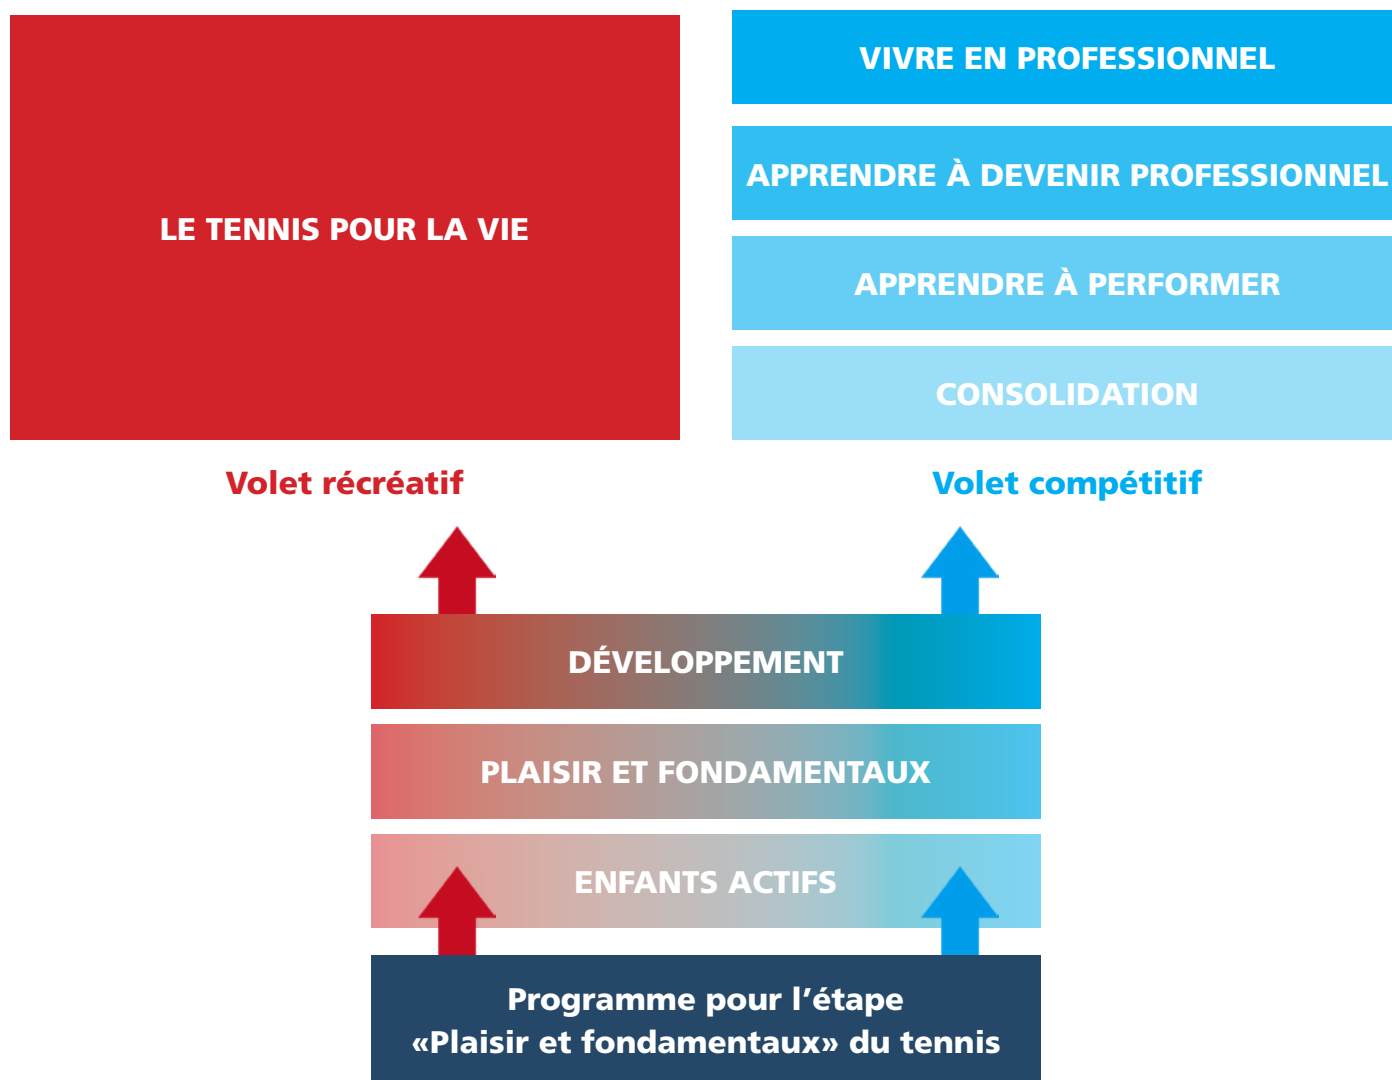 LE TENNIS POUR LA VIE
VIVRE EN PROFESSIONNEL
APPRENDRE À DEVENIR PROFESSIONNEL
APPRENDRE À PERFORMER
CONSOLIDATION
Volet récréatif
Volet compétitif
DÉVELOPPEMENT
PLAISIR ET FONDAMENTAUX
ENFANTS ACTIFS
Programme pour l’étape
«Plaisir et fondamentaux» du tennis